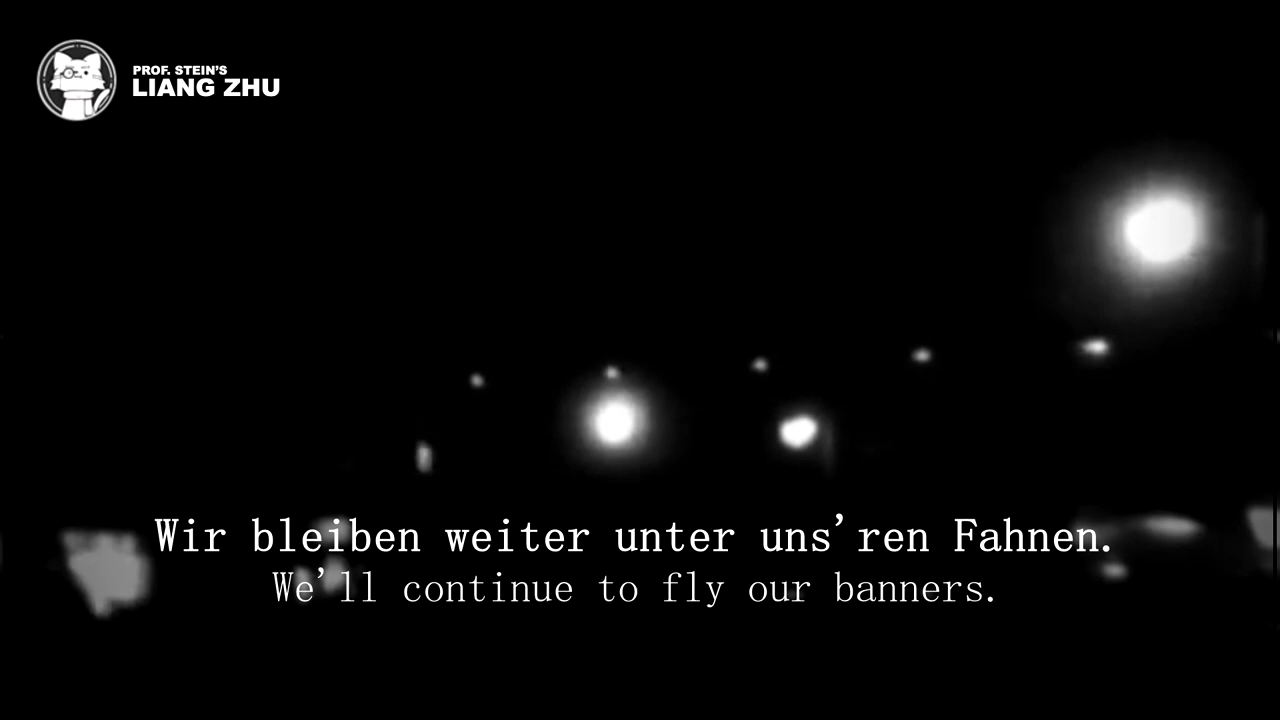 PROF. STEIN'S
LIANG ZHU
Wir bleiben weiter unter uns’ren Fahnen.
We’ll continue to fly our banners.